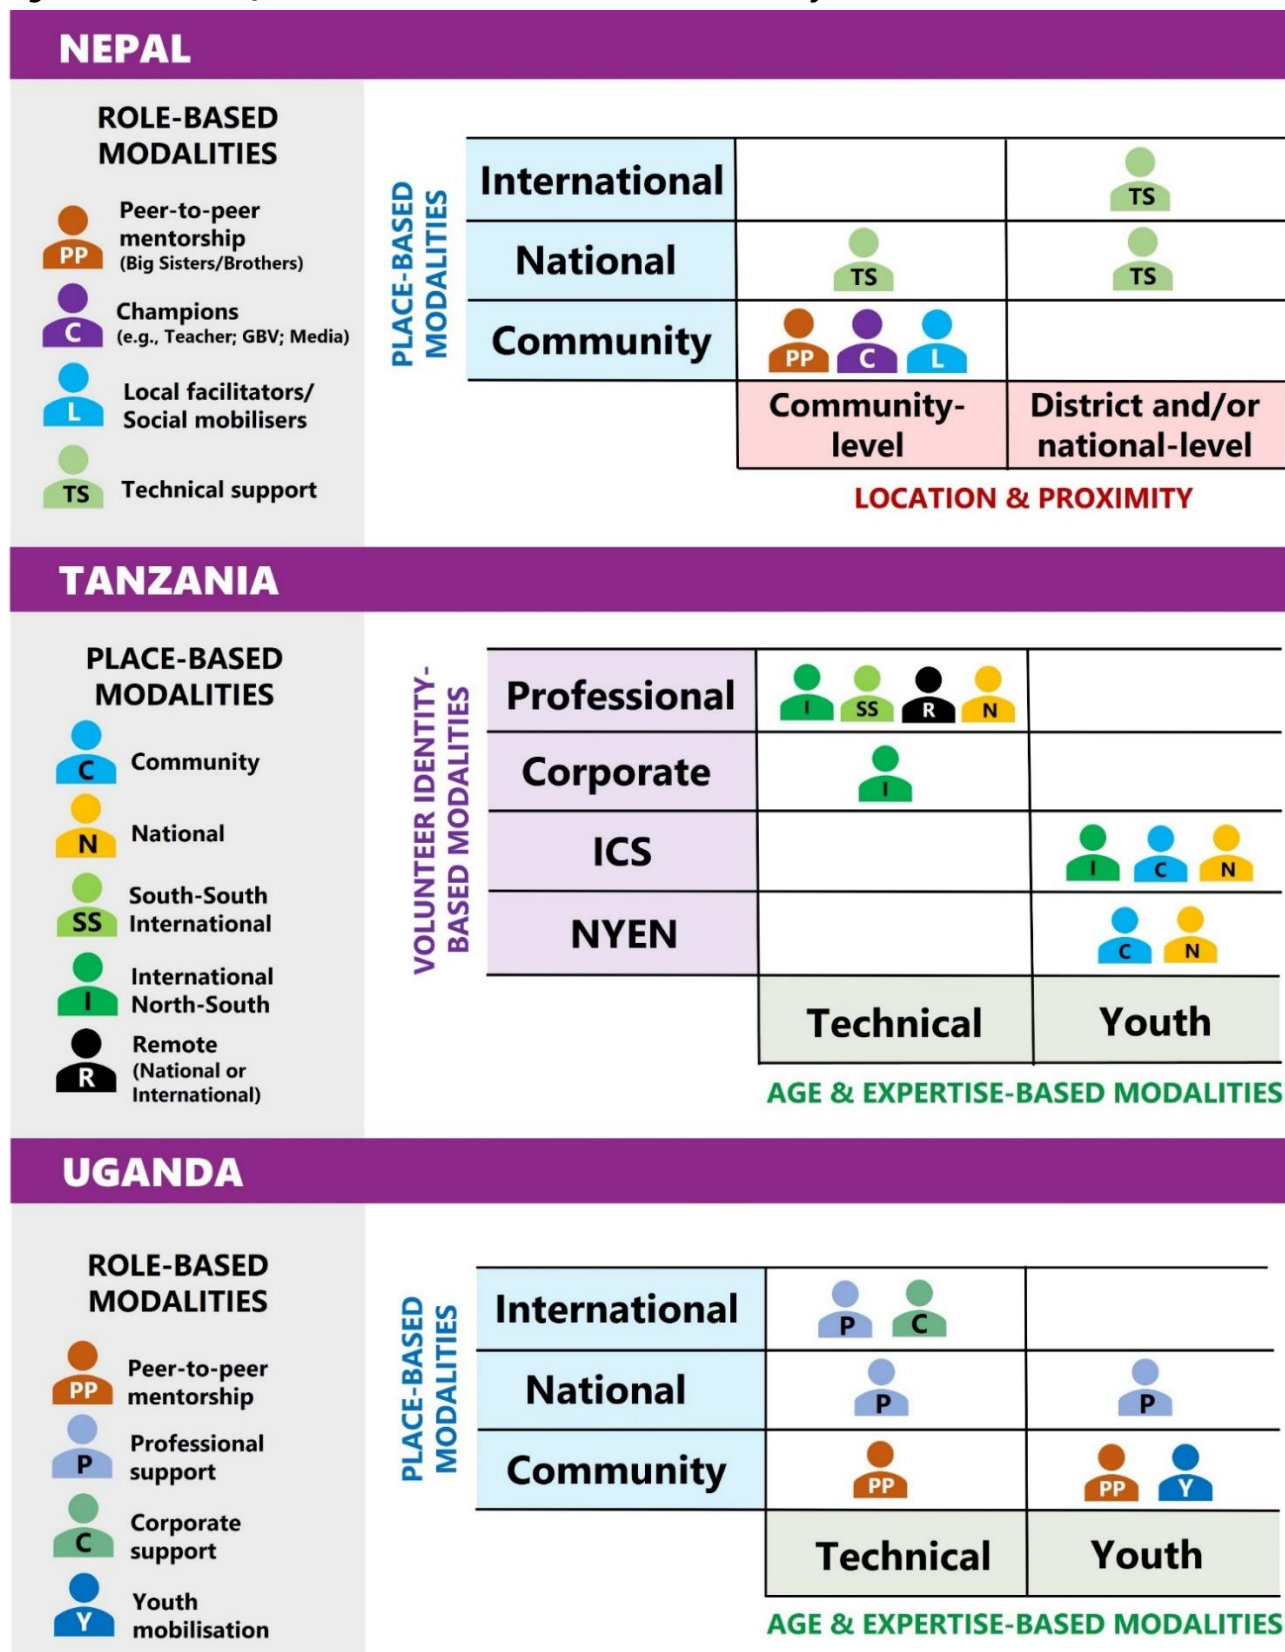 NEPAL
ROLE-BASED
MODALITIES
PP
Peer-to-peer
mentorship
(Big Sisters/Brothers)
C
Champions
(e.g., Teacher; GBV; Media)
L
Local facilitators/
Social mobilisers
TS
Technical support
PLACE-BASED
MODALITIES
International
TS
National
TS
TS
Community
PP C L
Community-
level
District and/or
national-level
LOCATION & PROXIMITY
TANZANIA
PLACE-BASED
MODALITIES
C
Community
N
National
SS
South-South
International
I
International
North-South
R
Remote
(National or
International)
VOLUNTEER IDENTITY-
BASED MODALITIES
Professional
I SS R N
Corporate
I
ICS
I C N
NYEN
C N
Technical
Youth
AGE & EXPERTISE-BASED MODALITIES
UGANDA
ROLE-BASED
MODALITIES
PP
Peer-to-peer
mentorship
P
Professional
support
C
Corporate
support
Y
Youth
mobilisation
PLACE-BASED
MODALITIES
International
P C
National
P
P
Community
PP
PP Y
Technical
Youth
AGE & EXPERTISE-BASED MODALITIES